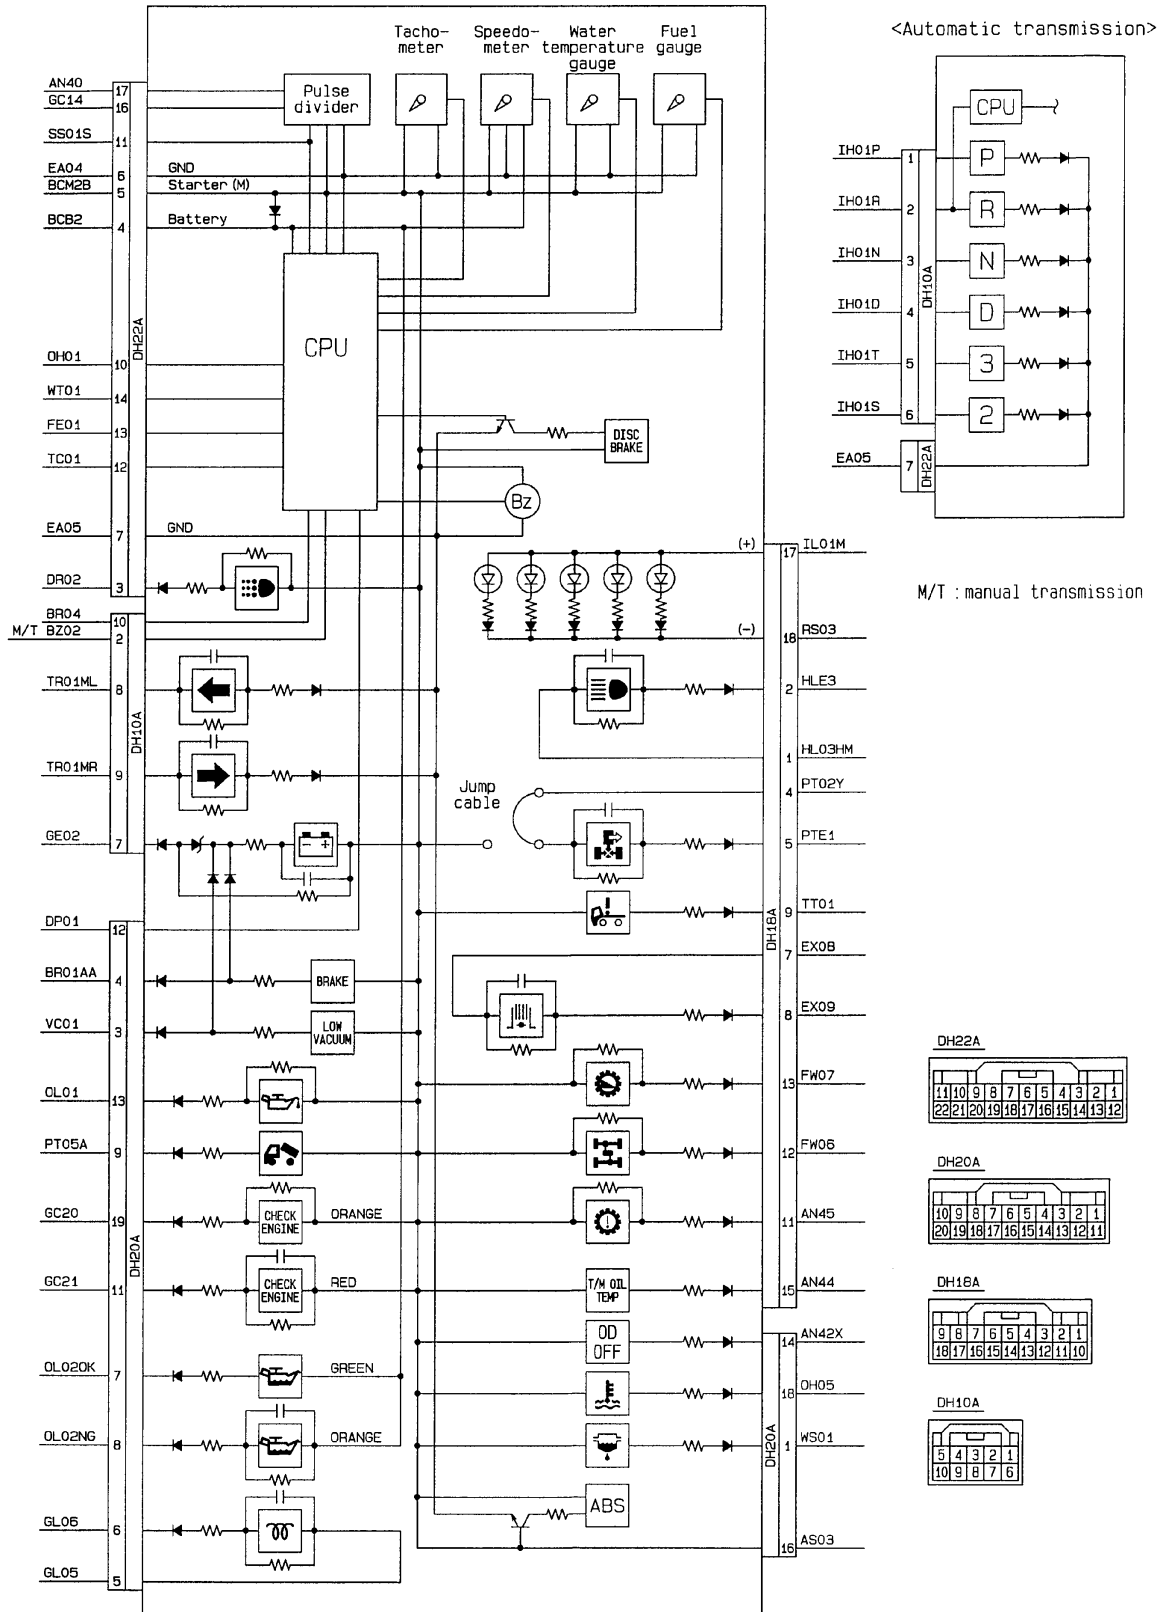 Tacho-
meter
Speedo-
meter
Water
temperature
gauge
Fuel
gauge
<Automatic transmission>
AN40
17
GC14
16
Pulse
divider
SS01S
11
EA04
6
GND
BCM2B
5
Starter (M)
BCB2
4
Battery
DH22A
CPU
OH01
10
WT01
14
FE01
13
TC01
12
DISC
BRAKE
Bz
EA05
7
GND
DR02
3
BR04
10
M/T BZ02
2
TR01ML
8
DH10A
TR01MR
9
GE02
7
DP01
12
BR01AA
4
BRAKE
VC01
3
LOW
VACUUM
OL01
13
PT05A
9
GC20
19
CHECK
ENGINE
ORANGE
DH20A
GC21
11
CHECK
ENGINE
RED
OL02OK
7
GREEN
OL02NG
8
ORANGE
GL06
6
GL05
5
(+)
17
IL01M
(-)
18
RS03
2
HLE3
1
HL03HM
Jump
cable
4
PT02Y
5
PTE1
9
TT01
DH18A
7
EX08
8
EX09
13
FW07
12
FW06
11
AN45
T/M OIL
TEMP
15
AN44
OD
OFF
14
AN42X
18
OH05
DH20A
1
WS01
ABS
16
AS03
CPU
IH01P
1
P
IH01R
2
R
IH01N
3
N
DH10A
IH01D
4
D
IH01T
5
3
IH01S
6
2
EA05
7
DH22A
M/T : manual transmission
DH22A
11 10 9 8 7 6 5 4 3 2 1
22 21 20 19 18 17 16 15 14 13 12
DH20A
10 9 8 7 6 5 4 3 2 1
20 19 18 17 16 15 14 13 12 11
DH18A
9 8 7 6 5 4 3 2 1
18 17 16 15 14 13 12 11 10
DH10A
5 4 3 2 1
10 9 8 7 6